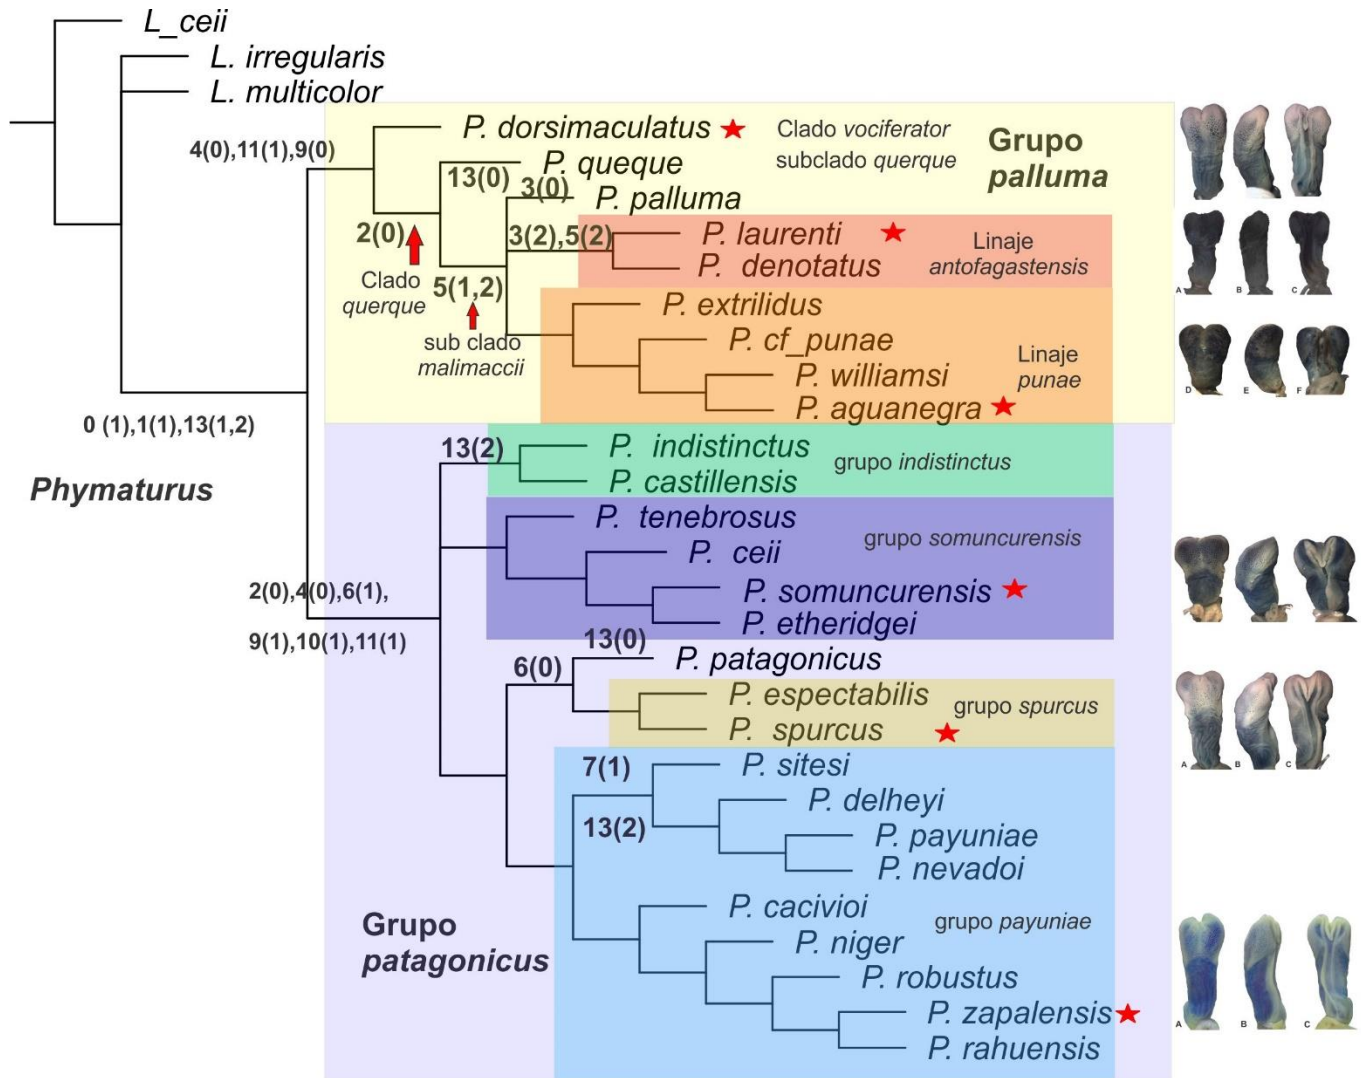 L_ceii
L. irregularis
L. multicolor
4(0),11(1),9(0)
P. dorsimaculatus
Clado vociferator
subclado querque
Grupo
palluma
P. queque
13(0)
3(0)
P. palluma
2(0)
Clado
querque
3(2),5(2)
P. laurenti
P. denotatus
Linaje
antofagastensis
5(1,2)
sub clado
malimaccii
P. extrilidus
P. cf_punae
P. williamsi
P. aguanegra
Linaje
punae
0 (1),1(1),13(1,2)
Phymaturus
13(2)
P. indistinctus
P. castillensis
grupo indistinctus
P. tenebrosus
P. ceii
P. somuncurensis
P. etheridgei
grupo somuncurensis
2(0),4(0),6(1),
9(1),10(1),11(1)
13(0)
6(0)
P. patagonicus
P. espectabilis
P. spurcus
grupo spurcus
7(1)
13(2)
P. sitesi
P. delheyi
P. payuniae
P. nevadoi
P. cacivioi
P. niger
P. robustus
P. zapalensis
P. rahuensis
grupo payuniae
Grupo
patagonicus
A B C
D E F
A B C
A B C